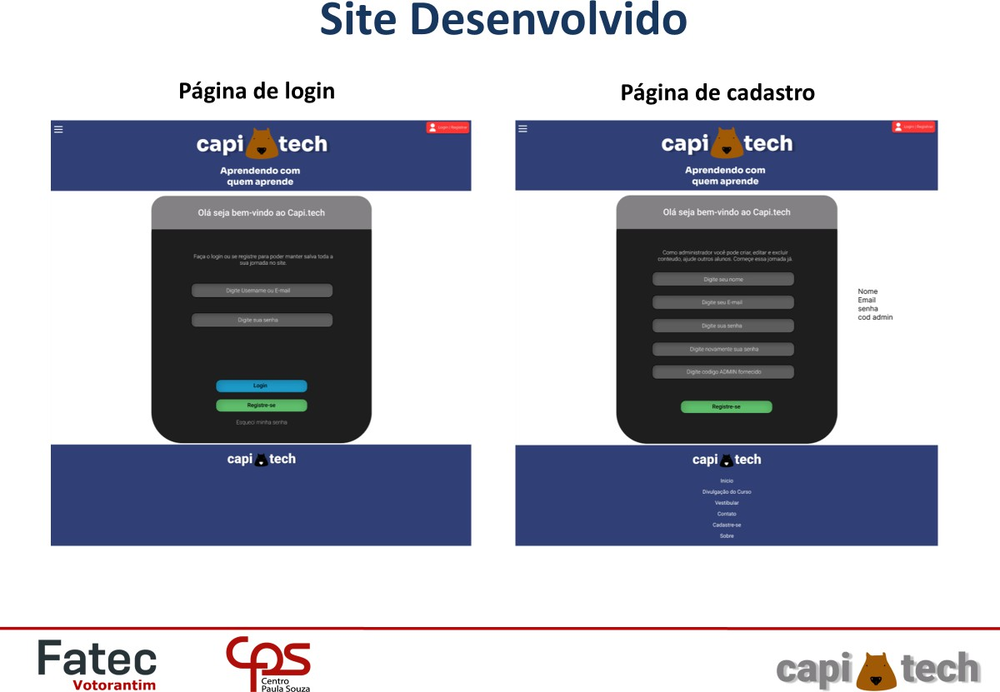 Site Desenvolvido
Página de login
Página de cadastro
Login | Registrar
capi tech
Aprendendo com
quem aprende
Olá seja bem-vindo ao Capi.tech
Faça o login ou se registre para poder manter salva toda a
sua jornada no site.
Digite Username ou E-mail
Digite sua senha
Login
Registre-se
Esqueci minha senha
capi tech
Login | Registrar
capi tech
Aprendendo com
quem aprende
Olá seja bem-vindo ao Capi.tech
Como administrador você pode criar, editar e excluir
conteudo, ajude outros alunos. Começe essa jornada já.
Digite seu nome
Digite seu E-mail
Digite sua senha
Digite novamente sua senha
Digite codigo ADMIN fornecido
Registre-se
Nome
Email
senha
cod admin
capi tech
Inicio
Divulgação do Curso
Vestibular
Contato
Cadastre-se
Sobre
Fatec
Votorantim
cps
Centro
Paula Souza
capi tech